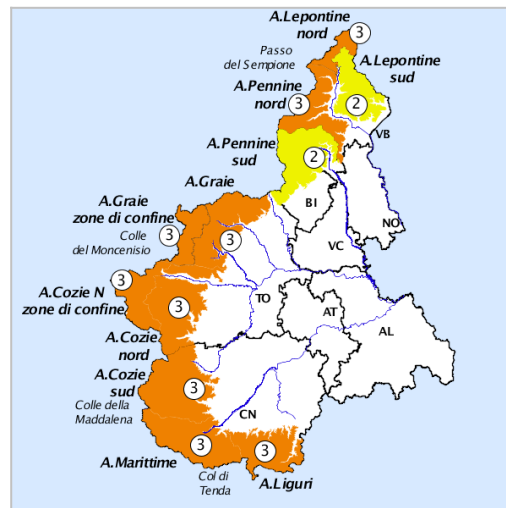 A.Lepontine
nord
3
Passo
del Sempione
A.Lepontine
sud
A.Pennine
nord
3
2
VB
A.Pennine
sud
2
A.Graie
BI
A.Graie
zone di confine
NO
3
Colle
del Moncenisio
3
VC
3
A.Cozie N
zone di confine
3
TO
AT
AL
A.Cozie
nord
A.Cozie
sud
3
Colle della
Maddalena
CN
3
3
A.Marittime
Col di
Tenda
A.Liguri